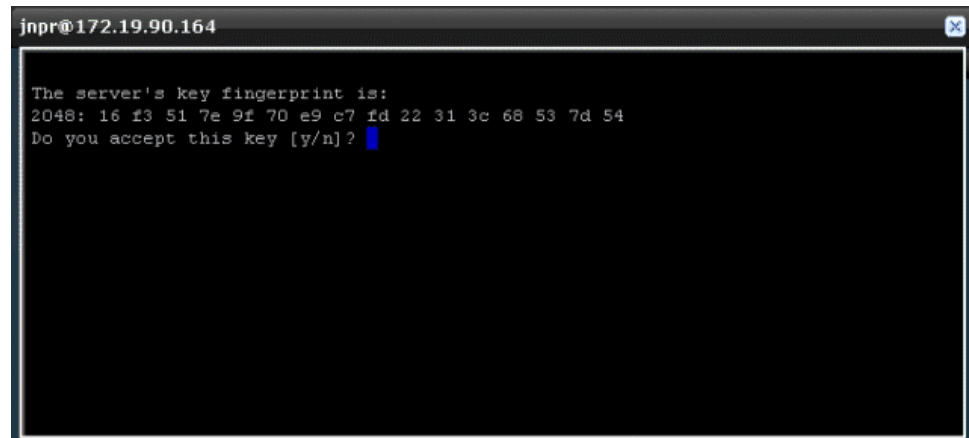 jnpr@172.19.90.164
The server's key fingerprint is:
2048: 16 f3 51 7e 9f 70 e9 c7 fd 22 31 3c 68 53 7d 54
Do you accept this key [y/n]?